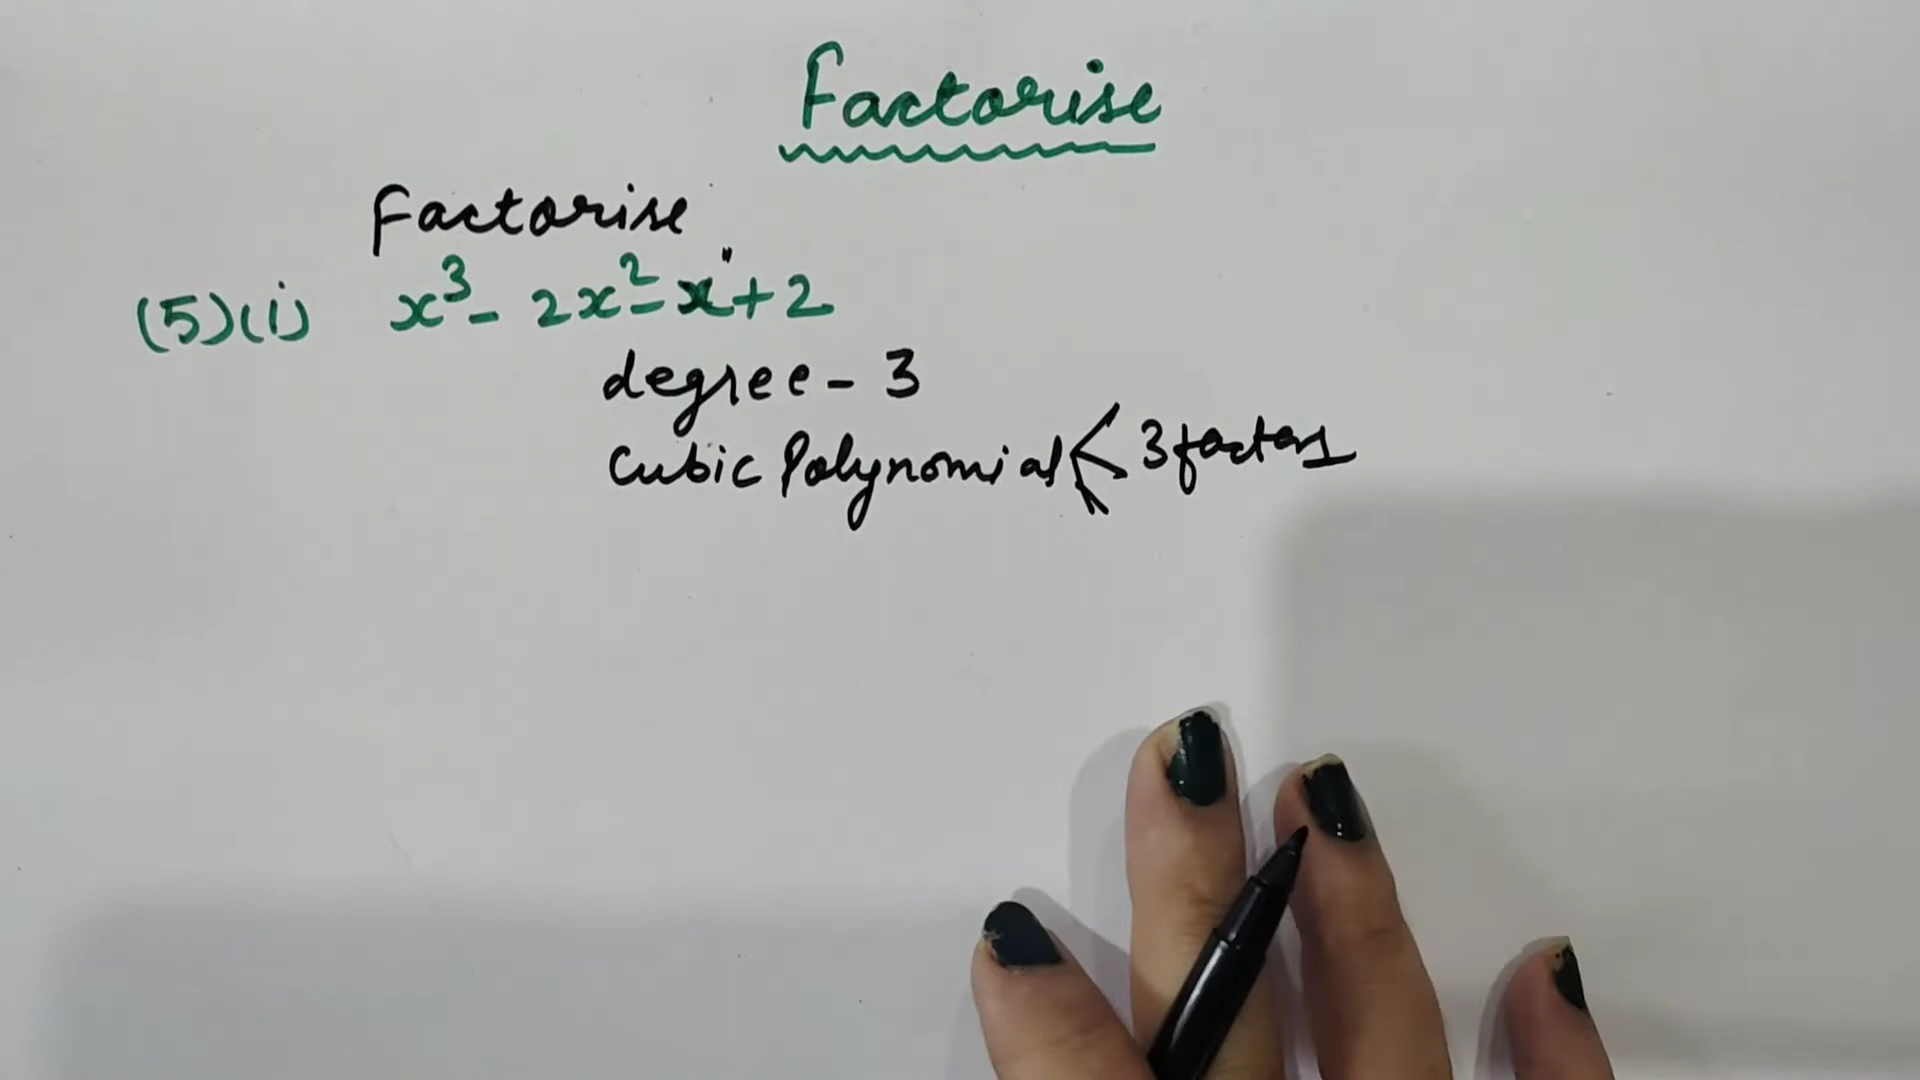 Factorise
Factorise
(5)(i) x³ - 2x² - x + 2
degree - 3
Cubic Polynomial < 3 factors